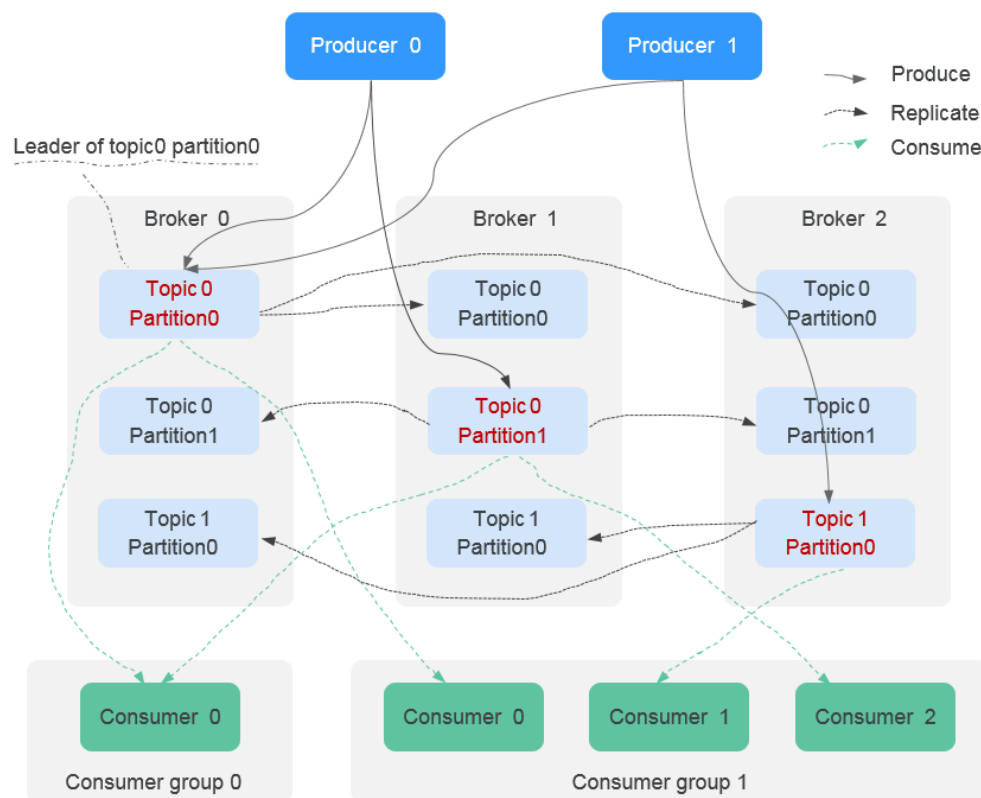 Producer 0
Producer 1
Produce
Replicate
Consume
Leader of topic0 partition0
Broker 0
Broker 1
Broker 2
Topic 0
Partition0
Topic 0
Partition0
Topic 0
Partition0
Topic 0
Partition1
Topic 0
Partition1
Topic 0
Partition1
Topic 1
Partition0
Topic 1
Partition0
Topic 1
Partition0
Consumer 0
Consumer 0
Consumer 1
Consumer 2
Consumer group 0
Consumer group 1